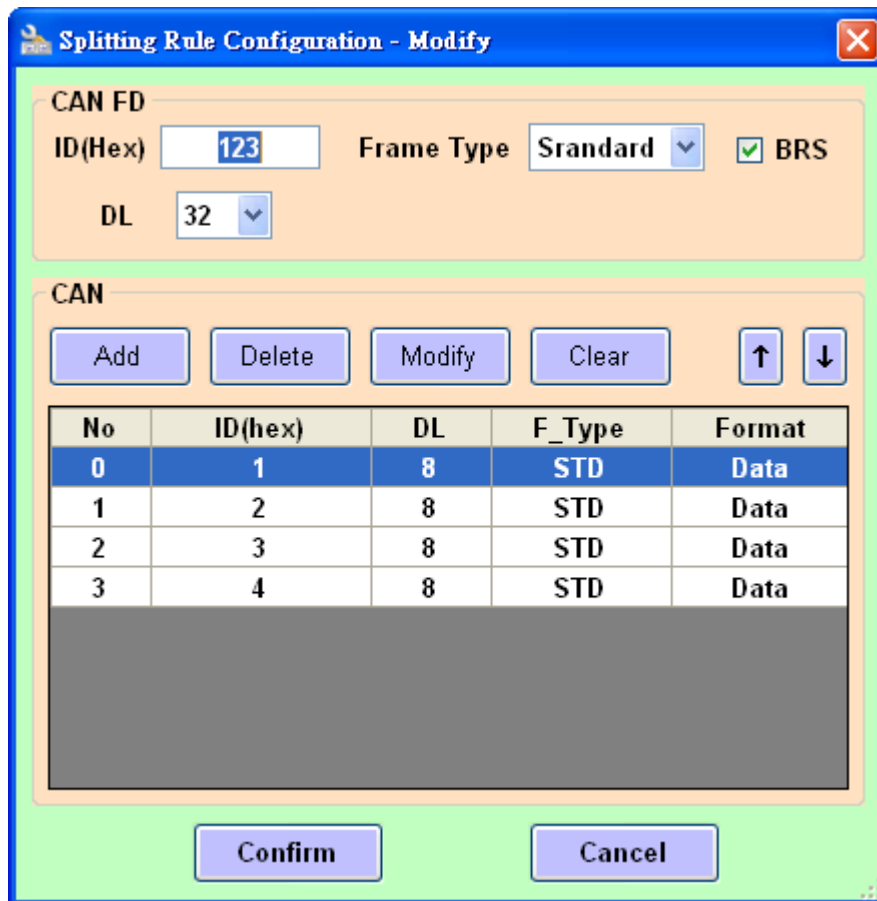 Splitting Rule Configuration - Modify
CAN FD
ID(Hex) 123 Frame Type Srandard BRS
DL 32
CAN
Add Delete Modify Clear ↑ ↓
No ID(hex) DL F_Type Format
0 1 8 STD Data
1 2 8 STD Data
2 3 8 STD Data
3 4 8 STD Data
Confirm Cancel